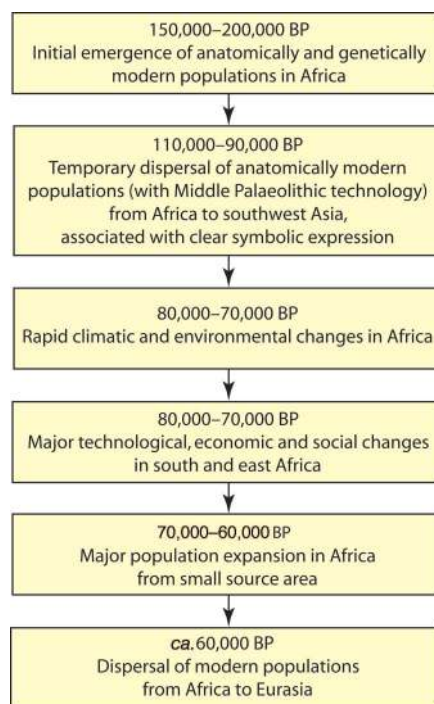 150,000–200,000 BP
Initial emergence of anatomically and genetically
modern populations in Africa
110,000–90,000 BP
Temporary dispersal of anatomically modern
populations (with Middle Palaeolithic technology)
from Africa to southwest Asia,
associated with clear symbolic expression
80,000–70,000 BP
Rapid climatic and environmental changes in Africa
80,000–70,000 BP
Major technological, economic and social changes
in south and east Africa
70,000–60,000 BP
Major population expansion in Africa
from small source area
ca. 60,000 BP
Dispersal of modern populations
from Africa to Eurasia